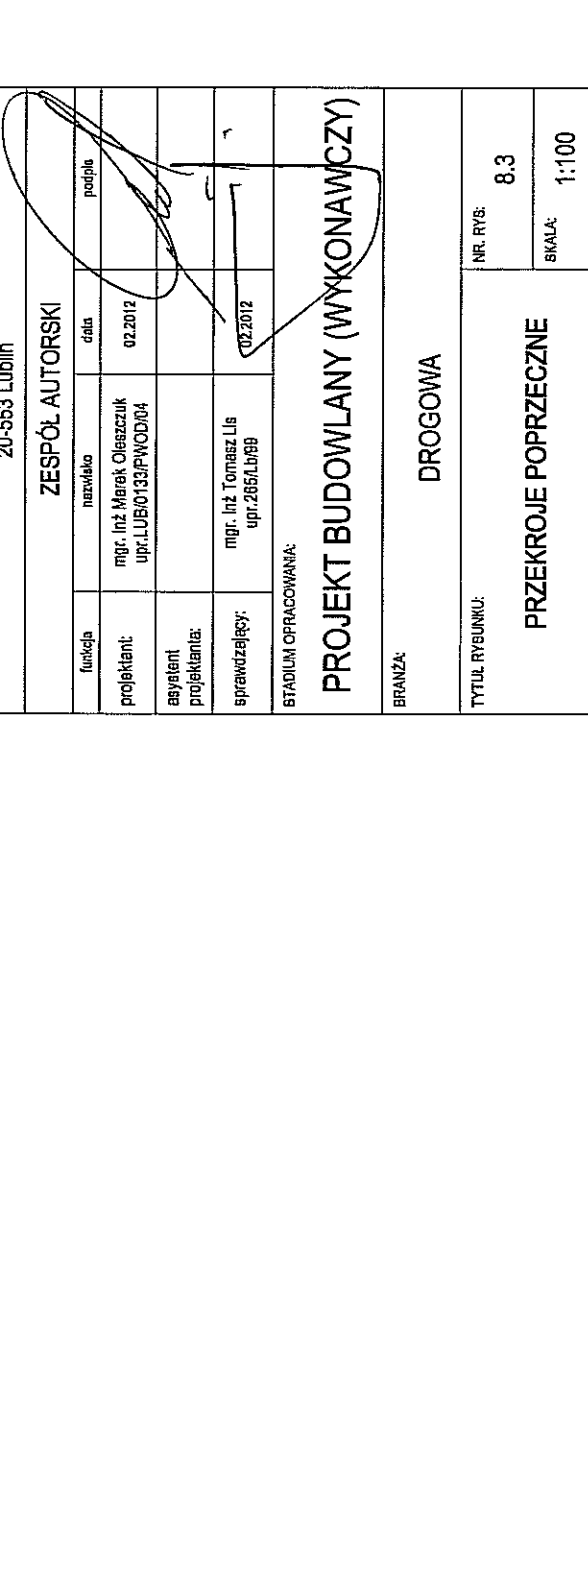 20-553 Lublin
ZESPÓŁ AUTORSKI
funkcja nazwisko data podpis
projektant: mgr. inż Marek Oleszczuk 02.2012
upr.LUB/0133/PWOD/04
asystent
projektanta:
sprawdzający: mgr. inż Tomasz Lis 02.2012
upr.265/Lb/99
STADIUM OPRACOWANIA:
PROJEKT BUDOWLANY (WYKONAWCZY)
BRANŻA:
DROGOWA
TYTUŁ RYSUNKU:
PRZEKROJE POPRZECZNE
NR. RYS:
8.3
SKALA:
1:100